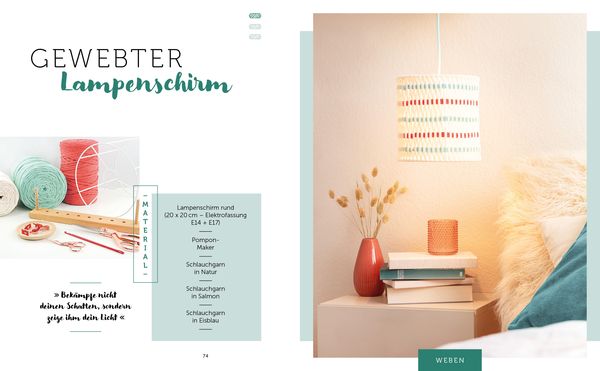 GEWEBTER
Lampenschirm
MATERIAL
Lampenschirm rund
(20 x 20 cm – Elektrofassung
E14 + E17)
Pompon-
Maker
Schlauchgarn
in Natur
Schlauchgarn
in Salmon
Schlauchgarn
in Eisblau
» Bekämpfe nicht
deinen Schatten, sondern
zeige ihm dein Licht «
74
WEBEN